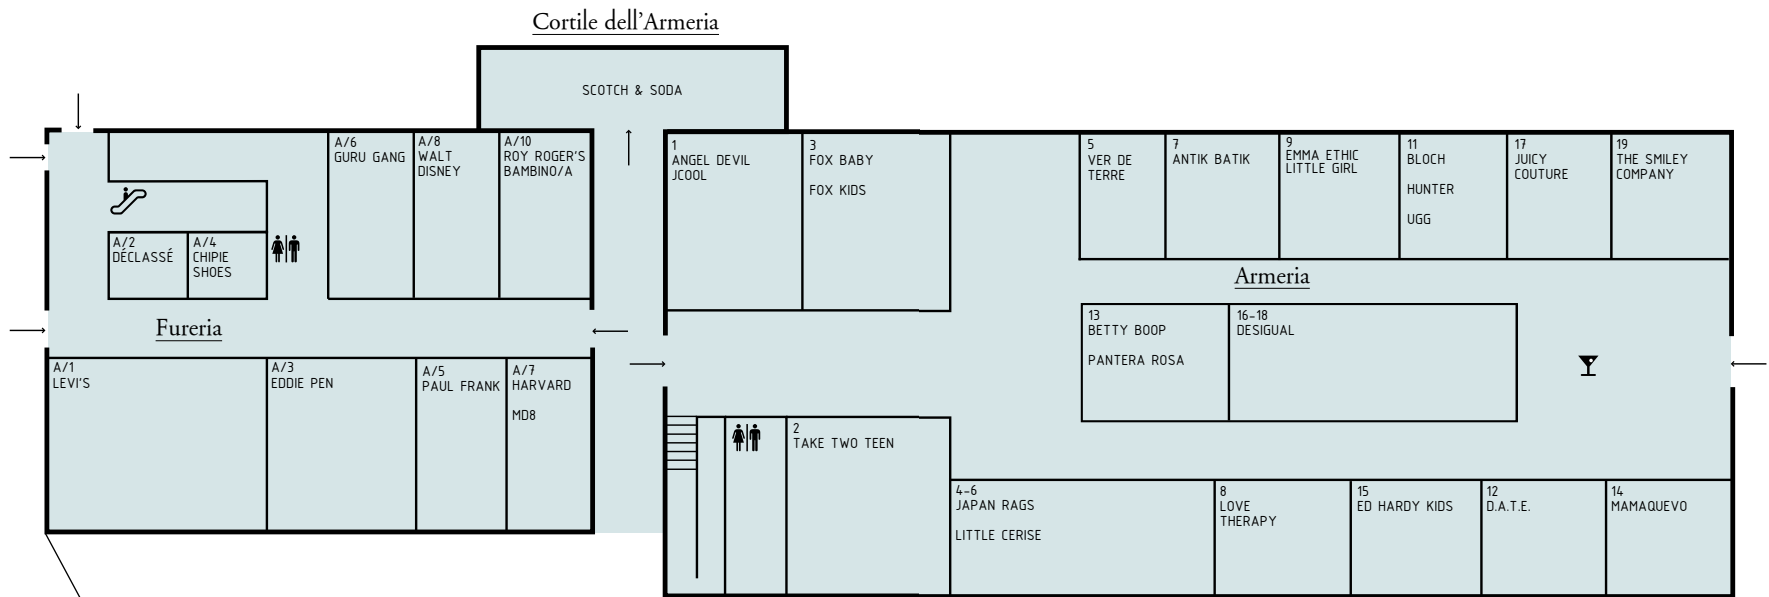 Cortile dell'Armeria
SCOTCH & SODA
A/6
GURU GANG
A/8
WALT
DISNEY
A/10
ROY ROGER'S
BAMBINO/A
A/2
DÉCLASSÉ
A/4
CHIPIE
SHOES
Fureria
A/1
LEVI'S
A/3
EDDIE PEN
A/5
PAUL FRANK
A/7
HARVARD
MD8
1
ANGEL DEVIL
JCOOL
3
FOX BABY
FOX KIDS
5
VER DE
TERRE
7
ANTIK BATIK
9
EMMA ETHIC
LITTLE GIRL
11
BLOCH
HUNTER
UGG
17
JUICY
COUTURE
19
THE SMILEY
COMPANY
Armeria
13
BETTY BOOP
PANTERA ROSA
16-18
DESIGUAL
2
TAKE TWO TEEN
4-6
JAPAN RAGS
LITTLE CERISE
8
LOVE
THERAPY
15
ED HARDY KIDS
12
D.A.T.E.
14
MAMAQUEVO